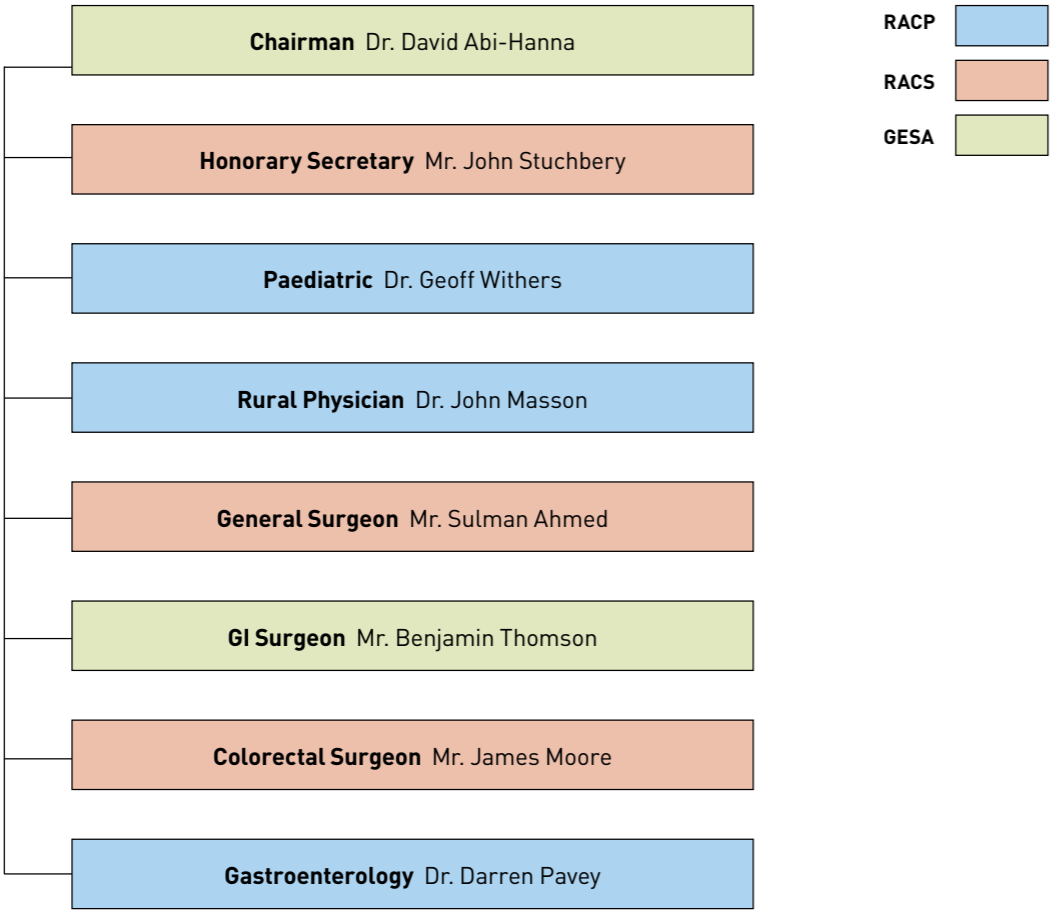 Chairman Dr. David Abi-Hanna
Honorary Secretary Mr. John Stuchbery
Paediatric Dr. Geoff Withers
Rural Physician Dr. John Masson
General Surgeon Mr. Sulman Ahmed
GI Surgeon Mr. Benjamin Thomson
Colorectal Surgeon Mr. James Moore
Gastroenterology Dr. Darren Pavey
RACP
RACS
GESA